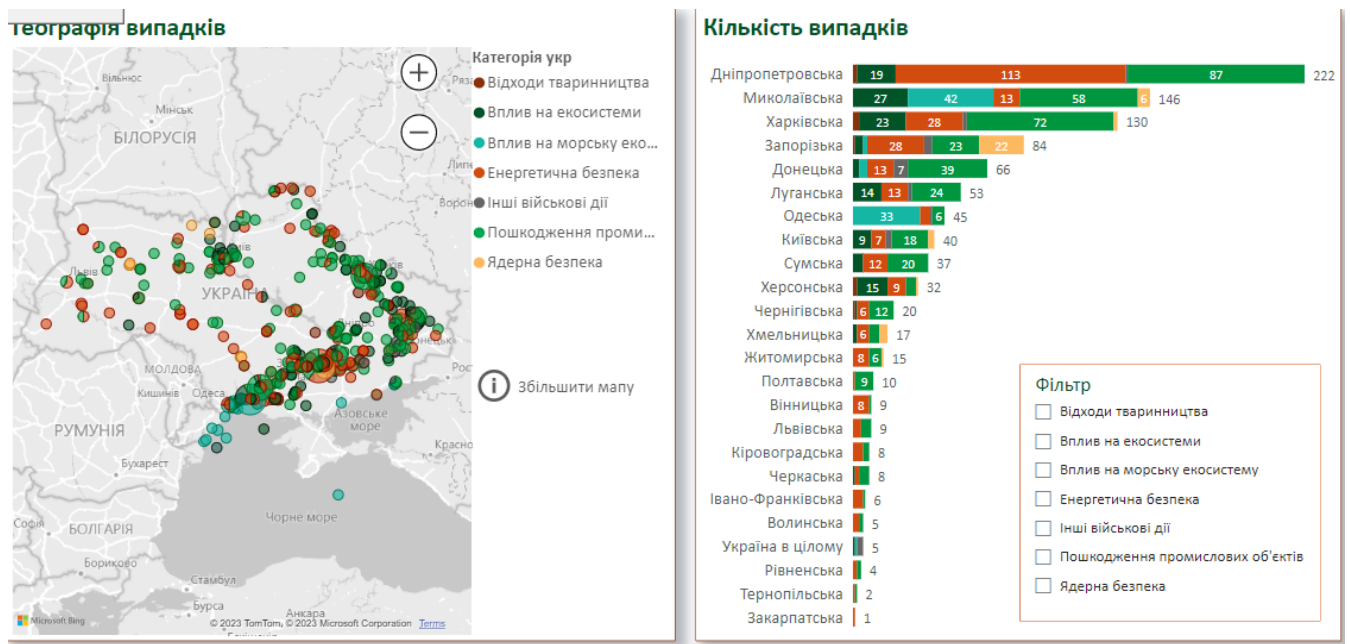 Географія випадків
Вільнюс
Мінськ
БІЛОРУСІЯ
Львів
УКРАЇНА
Дніпро
МОЛДОВА
Кишинів
Одеса
РУМУНІЯ
Бухарест
Азовське
море
Чорне море
Софія
БОЛГАРІЯ
Бориково
Стамбул
Бурса
Анкара
Microsoft Bing
© 2023 TomTom, © 2023 Microsoft Corporation Terms
Категорія укр
Відходи тваринництва
Вплив на екосистеми
Вплив на морську еко...
Енергетична безпека
Інші військові дії
Пошкодження проми...
Ядерна безпека
Збільшити мапу
Кількість випадків
Дніпропетровська 19 113 87 222
Миколаївська 27 42 13 58 6 146
Харківська 23 28 72 130
Запорізька 28 23 22 84
Донецька 13 7 39 66
Луганська 14 13 24 53
Одеська 33 6 45
Київська 9 7 18 40
Сумська 12 20 37
Херсонська 15 9 32
Чернігівська 6 12 20
Хмельницька 6 17
Житомирська 8 6 15
Полтавська 9 10
Вінницька 8 9
Львівська 9
Кіровоградська 8
Черкаська 8
Івано-Франківська 6
Волинська 5
Україна в цілому 5
Рівненська 4
Тернопільська 2
Закарпатська 1
Фільтр
Відходи тваринництва
Вплив на екосистеми
Вплив на морську екосистему
Енергетична безпека
Інші військові дії
Пошкодження промислових об'єктів
Ядерна безпека